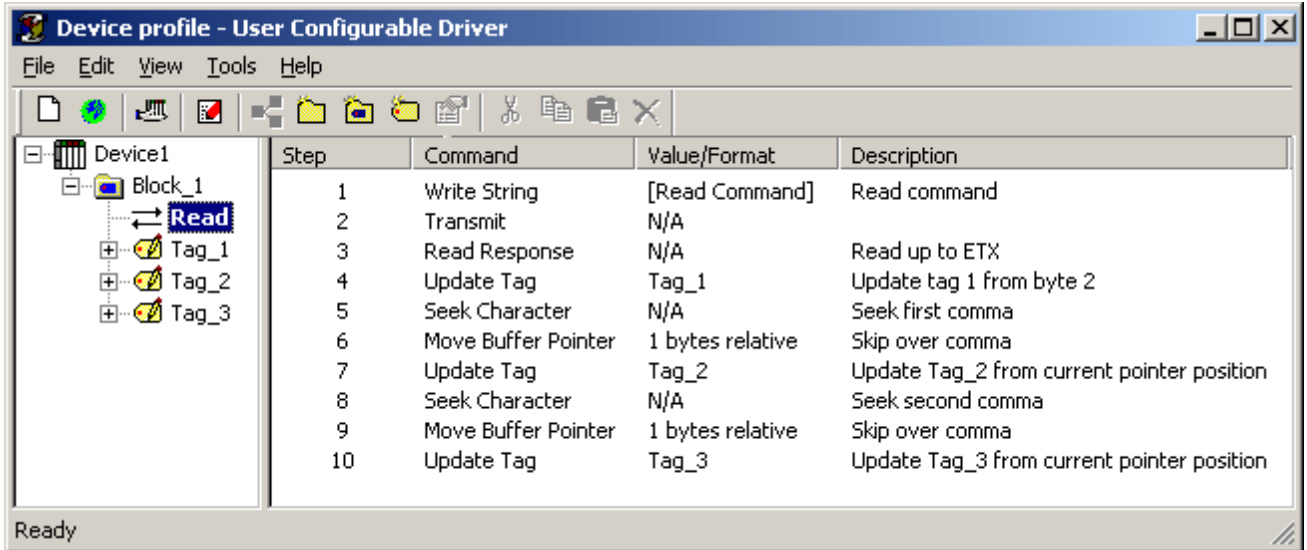 Device profile - User Configurable Driver
File Edit View Tools Help
Device1
Block_1
Read
Tag_1
Tag_2
Tag_3
Step Command Value/Format Description
1 Write String [Read Command] Read command
2 Transmit N/A
3 Read Response N/A Read up to ETX
4 Update Tag Tag_1 Update tag 1 from byte 2
5 Seek Character N/A Seek first comma
6 Move Buffer Pointer 1 bytes relative Skip over comma
7 Update Tag Tag_2 Update Tag_2 from current pointer position
8 Seek Character N/A Seek second comma
9 Move Buffer Pointer 1 bytes relative Skip over comma
10 Update Tag Tag_3 Update Tag_3 from current pointer position
Ready